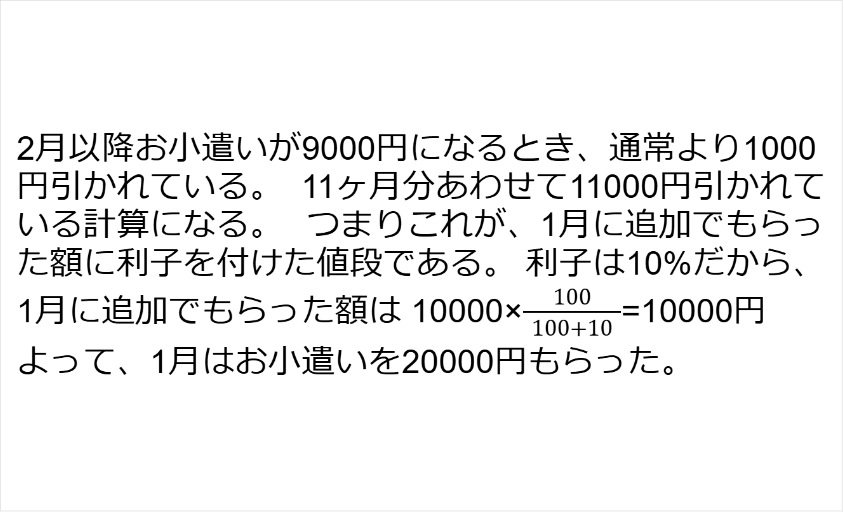 2月以降お小遣いが9000円になるとき、通常より1000
円引かれている。 11ヶ月分あわせて11000円引かれて
いる計算になる。 つまりこれが、1月に追加でもらっ
た額に利子を付けた値段である。 利子は10%だから、
1月に追加でもらった額は 10000×100/100+10=10000円
よって、1月はお小遣いを20000円もらった。